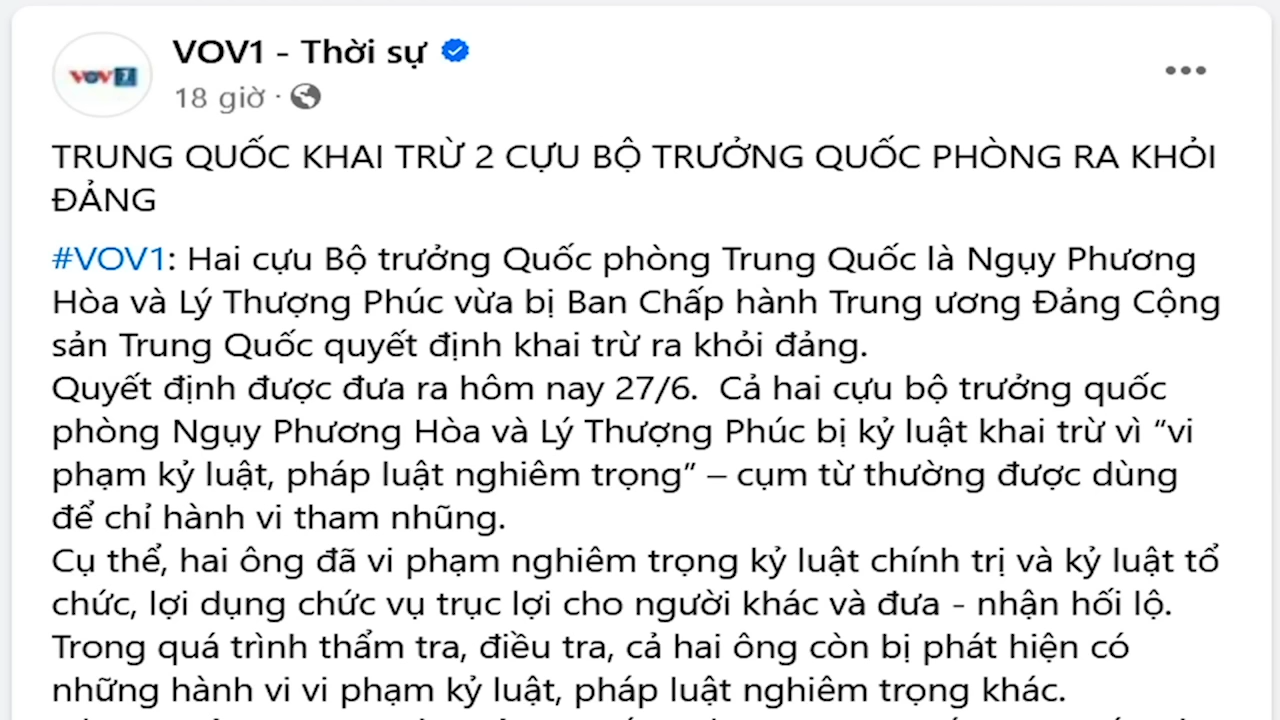 VOV1
VOV1 - Thời sự
18 giờ ·
TRUNG QUỐC KHAI TRỪ 2 CỰU BỘ TRƯỞNG QUỐC PHÒNG RA KHỎI
ĐẢNG
#VOV1: Hai cựu Bộ trưởng Quốc phòng Trung Quốc là Ngụy Phương
Hòa và Lý Thượng Phúc vừa bị Ban Chấp hành Trung ương Đảng Cộng
sản Trung Quốc quyết định khai trừ ra khỏi đảng.
Quyết định được đưa ra hôm nay 27/6. Cả hai cựu bộ trưởng quốc
phòng Ngụy Phương Hòa và Lý Thượng Phúc bị kỷ luật khai trừ vì “vi
phạm kỷ luật, pháp luật nghiêm trọng” – cụm từ thường được dùng
để chỉ hành vi tham nhũng.
Cụ thể, hai ông đã vi phạm nghiêm trọng kỷ luật chính trị và kỷ luật tổ
chức, lợi dụng chức vụ trục lợi cho người khác và đưa - nhận hối lộ.
Trong quá trình thẩm tra, điều tra, cả hai ông còn bị phát hiện có
những hành vi vi phạm kỷ luật, pháp luật nghiêm trọng khác.